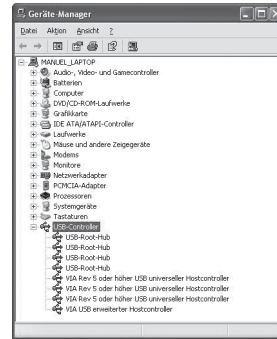 Geräte-Manager
Datei Aktion Ansicht ?
MANUEL_LAPTOP
Audio-, Video- und Gamecontroller
Batterien
Computer
DVD/CD-ROM-Laufwerke
Grafikkarte
IDE ATA/ATAPI-Controller
Laufwerke
Mäuse und andere Zeigegeräte
Modems
Monitore
Netzwerkadapter
PCMCIA-Adapter
Prozessoren
Systemgeräte
Tastaturen
USB-Controller
USB-Root-Hub
USB-Root-Hub
USB-Root-Hub
USB-Root-Hub
VIA Rev 5 oder höher USB universeller Hostcontroller
VIA Rev 5 oder höher USB universeller Hostcontroller
VIA Rev 5 oder höher USB universeller Hostcontroller
VIA USB erweiterter Hostcontroller